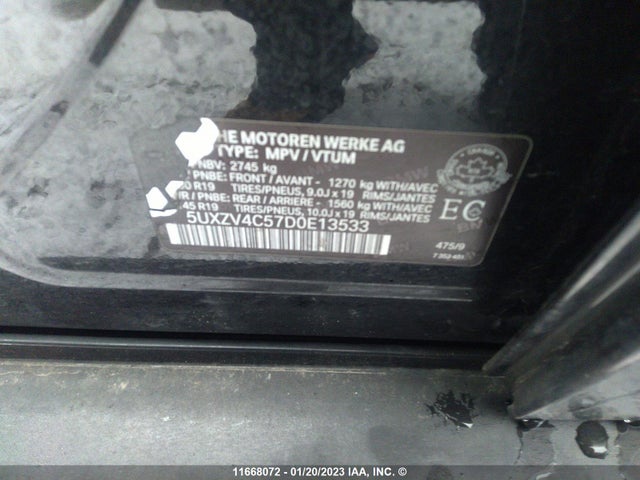 HE MOTOREN WERKE AG
TYPE: MPV / VTUM
NBV: 2745 kg
PNBE: FRONT / AVANT - 1270 kg WITH/AVEC
R19 TIRES/PNEUS, 9.0J x 19 RIMS/JANTES
R / PNBE: REAR / ARRIERE - 1560 kg WITH/AVEC
45 R19 TIRES/PNEUS, 10.0J x 19 RIMS/JANTES
5UXZV4C57D0E13533
EC
475/9
11668072 - 01/20/2023 IAA, INC. ©